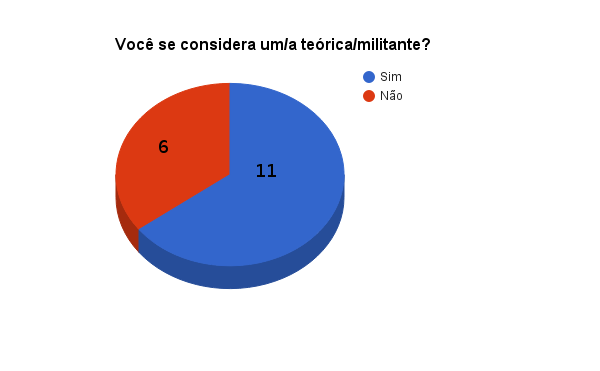 Você se considera um/a teórica/militante?
Sim
Não
6
11